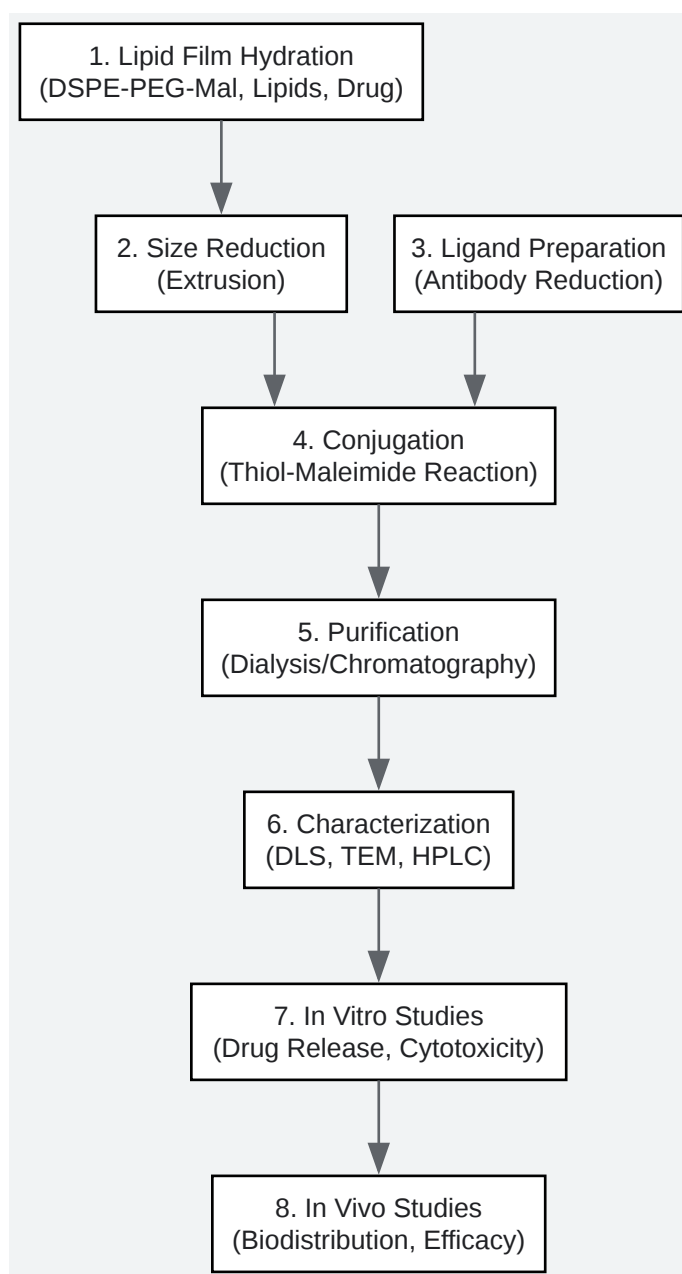 1. Lipid Film Hydration
(DSPE-PEG-Mal, Lipids, Drug)
2. Size Reduction
(Extrusion)
3. Ligand Preparation
(Antibody Reduction)
4. Conjugation
(Thiol-Maleimide Reaction)
5. Purification
(Dialysis/Chromatography)
6. Characterization
(DLS, TEM, HPLC)
7. In Vitro Studies
(Drug Release, Cytotoxicity)
8. In Vivo Studies
(Biodistribution, Efficacy)